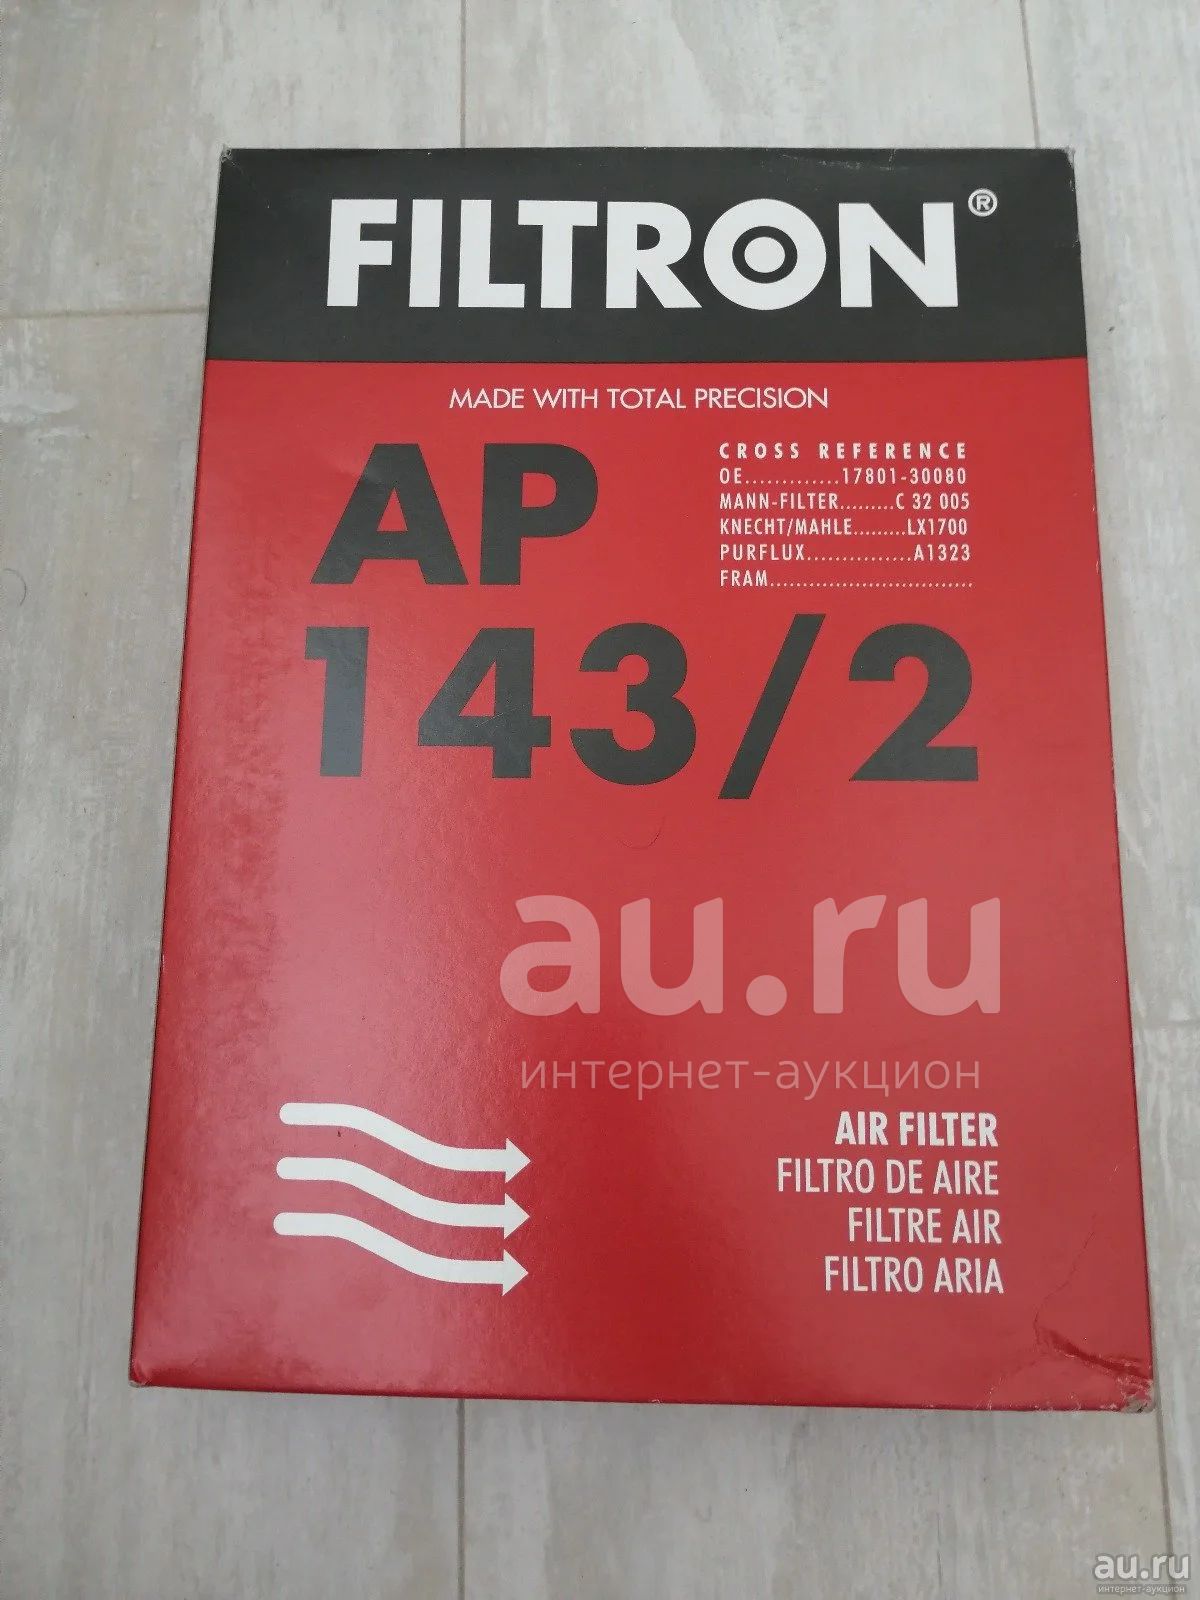 FILTRON®
MADE WITH TOTAL PRECISION
AP
143/2
CROSS REFERENCE
OE.............17801-30080
MANN-FILTER.........C 32 005
KNECHT/MAHLE........LX1700
PURFLUX................A1323
FRAM...............................
au.ru
интернет-аукцион
AIR FILTER
FILTRO DE AIRE
FILTRE AIR
FILTRO ARIA
au.ru
интернет-аукцион